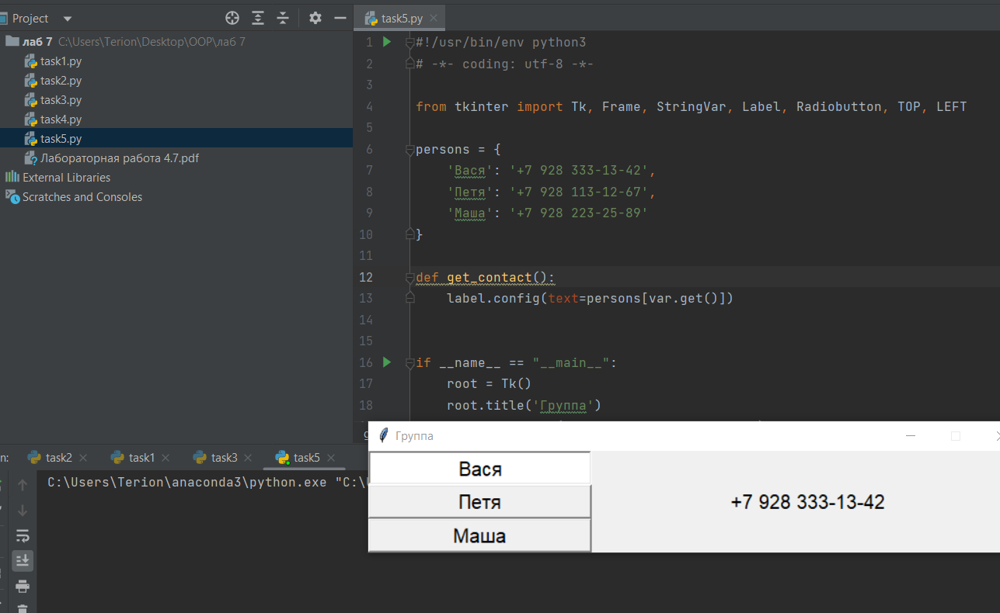 Project
лаб 7 C:\Users\Terion\Desktop\OOP\лаб 7
task1.py
task2.py
task3.py
task4.py
task5.py
Лабораторная работа 4.7.pdf
External Libraries
Scratches and Consoles
task5.py
1 #!/usr/bin/env python3
2 # -*- coding: utf-8 -*-
3
4 from tkinter import Tk, Frame, StringVar, Label, Radiobutton, TOP, LEFT
5
6 persons = {
7 'Вася': '+7 928 333-13-42',
8 'Петя': '+7 928 113-12-67',
9 'Маша': '+7 928 223-25-89'
10 }
11
12 def get_contact():
13 label.config(text=persons[var.get()])
14
15
16 if __name__ == "__main__":
17 root = Tk()
18 root.title('Группа')
n: task2 task1 task3 task5
C:\Users\Terion\anaconda3\python.exe "C:\
Группа
Вася
Петя
Маша
+7 928 333-13-42